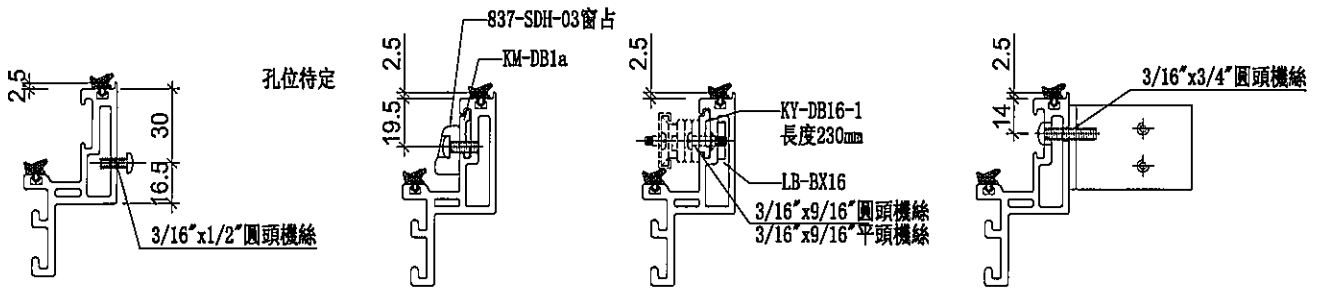 2.5
孔位待定
30
16.5
3/16"x1/2"圓頭機絲
837-SDH-03窗占
KM-DB1a
2.5
19.5
2.5
KY-DB16-1
長度230mm
LB-BX16
3/16"x9/16"圓頭機絲
3/16"x9/16"平頭機絲
2.5
14
3/16"x3/4"圓頭機絲